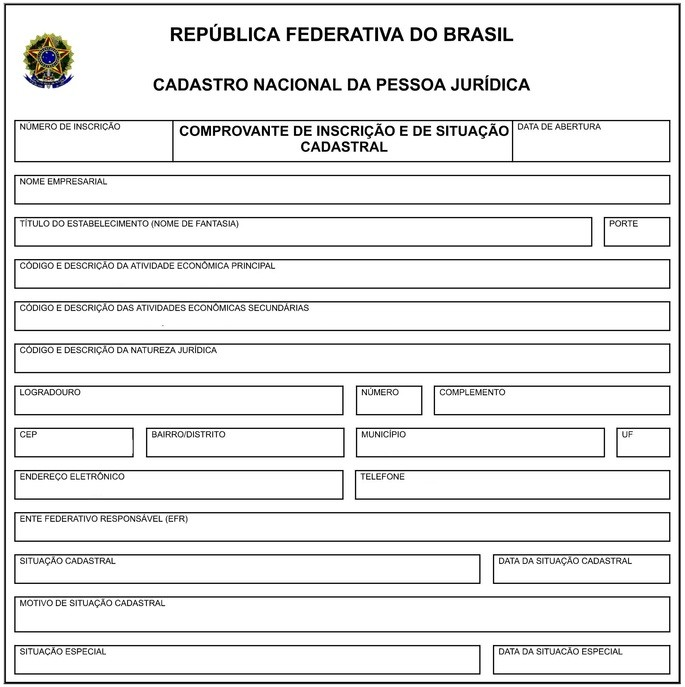 REPÚBLICA FEDERATIVA DO BRASIL
CADASTRO NACIONAL DA PESSOA JURÍDICA
NÚMERO DE INSCRIÇÃO
COMPROVANTE DE INSCRIÇÃO E DE SITUAÇÃO
CADASTRAL
DATA DE ABERTURA
NOME EMPRESARIAL
TÍTULO DO ESTABELECIMENTO (NOME DE FANTASIA)
PORTE
CÓDIGO E DESCRIÇÃO DA ATIVIDADE ECONÔMICA PRINCIPAL
CÓDIGO E DESCRIÇÃO DAS ATIVIDADES ECONÔMICAS SECUNDÁRIAS
CÓDIGO E DESCRIÇÃO DA NATUREZA JURÍDICA
LOGRADOURO
NÚMERO
COMPLEMENTO
CEP
BAIRRO/DISTRITO
MUNICÍPIO
UF
ENDEREÇO ELETRÔNICO
TELEFONE
ENTE FEDERATIVO RESPONSÁVEL (EFR)
SITUAÇÃO CADASTRAL
DATA DA SITUAÇÃO CADASTRAL
MOTIVO DE SITUAÇÃO CADASTRAL
SITUAÇÃO ESPECIAL
DATA DA SITUAÇÃO ESPECIAL